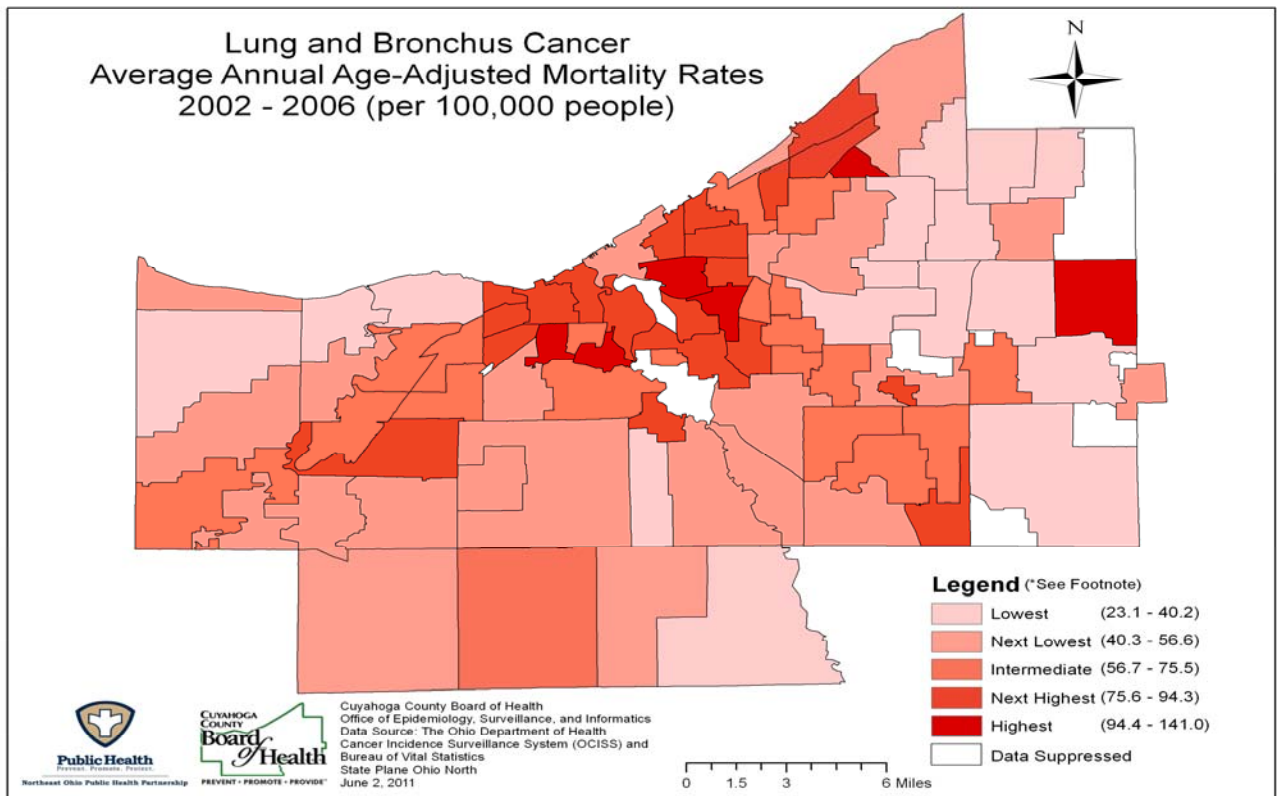 Lung and Bronchus Cancer
Average Annual Age-Adjusted Mortality Rates
2002 - 2006 (per 100,000 people)
N
Legend (*See Footnote)
Lowest (23.1 - 40.2)
Next Lowest (40.3 - 56.6)
Intermediate (56.7 - 75.5)
Next Highest (75.6 - 94.3)
Highest (94.4 - 141.0)
Data Suppressed
Public Health
Prevent. Promote. Protect.
Northeast Ohio Public Health Partnership
CUYAHOGA
COUNTY
Board
of Health
PREVENT • PROMOTE • PROVIDE
Cuyahoga County Board of Health
Office of Epidemiology, Surveillance, and Informatics
Data Source: The Ohio Department of Health
Cancer Incidence Surveillance System (OCISS) and
Bureau of Vital Statistics
State Plane Ohio North
June 2, 2011
0 1.5 3 6 Miles